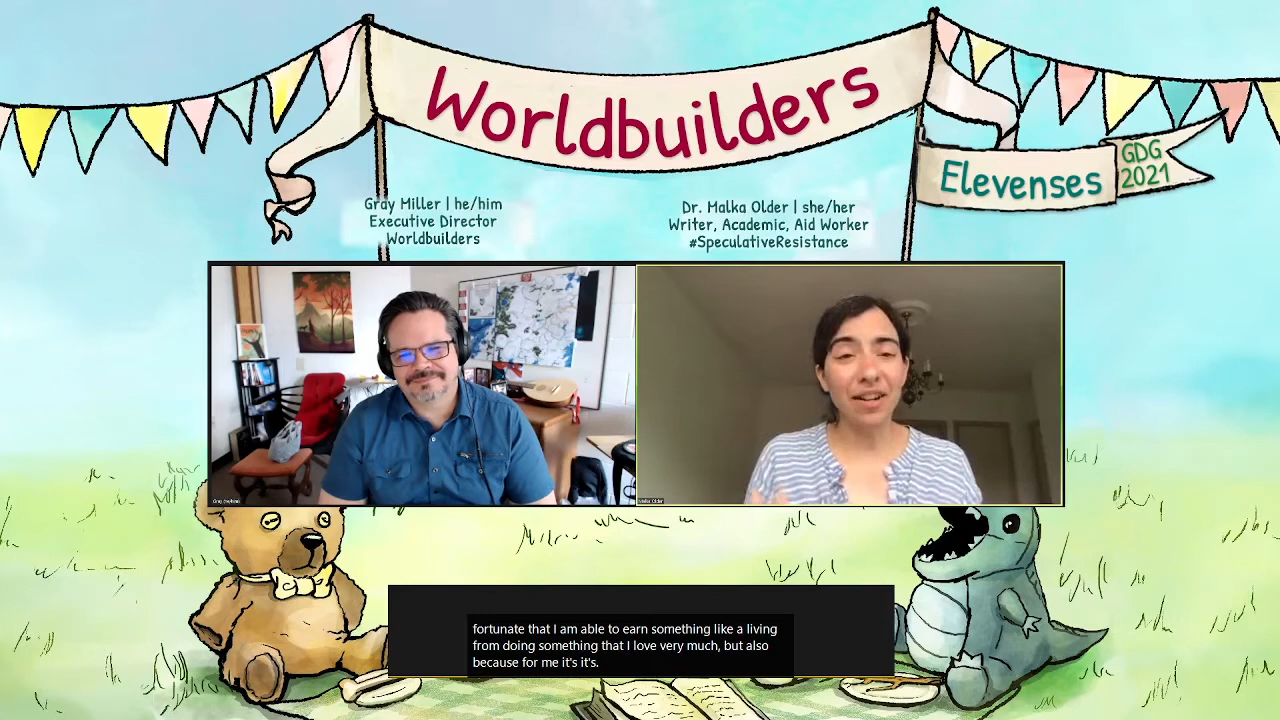 Worldbuilders
Elevenses
GDG
2021
Gray Miller | he/him
Executive Director
Worldbuilders
Dr. Malka Older | she/her
Writer, Academic, Aid Worker
#SpeculativeResistance
Malka Older
fortunate that I am able to earn something like a living
from doing something that I love very much, but also
because for me it's it's.